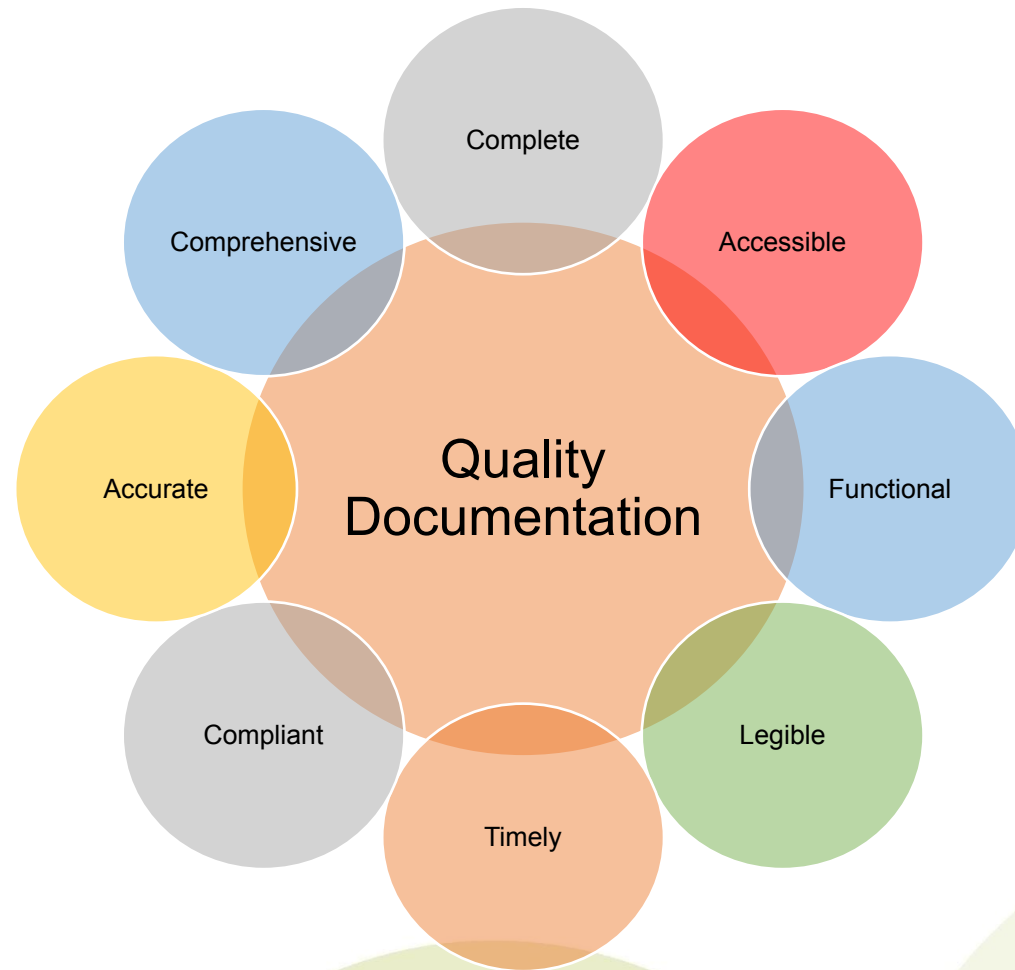 Complete
Comprehensive
Accessible
Quality
Documentation
Accurate
Functional
Compliant
Legible
Timely